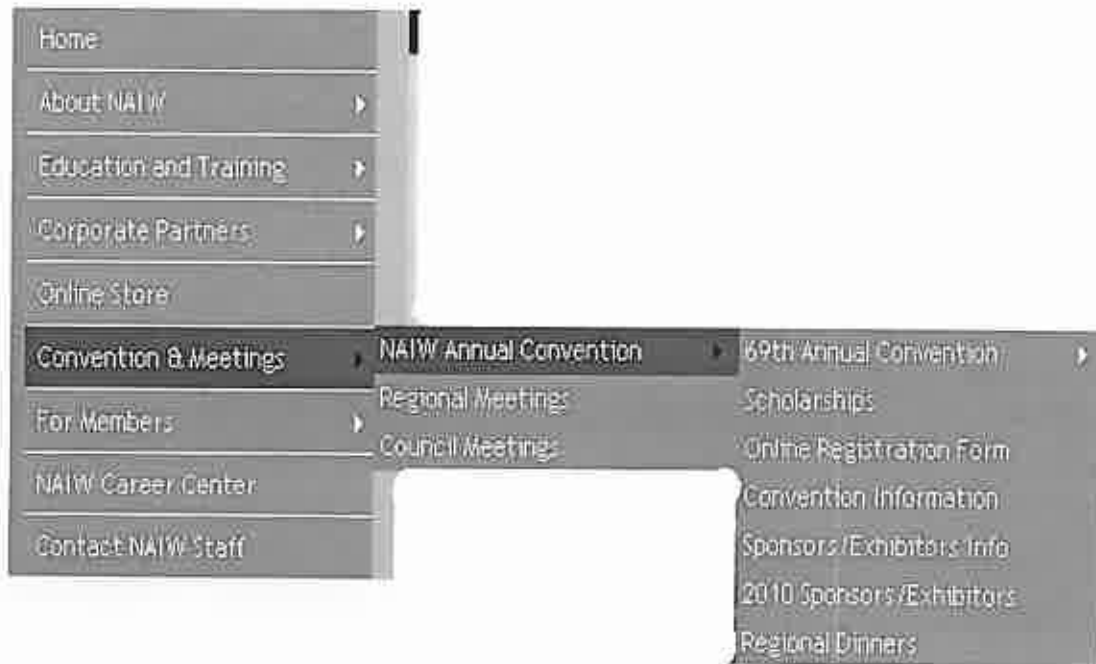 Home
About NAIW
Education and Training
Corporate Partners
Online Store
Convention & Meetings
For Members
NAIW Career Center
Contact NAIW Staff
NAIW Annual Convention
Regional Meetings
Council Meetings
69th Annual Convention
Scholarships
Online Registration Form
Convention Information
Sponsors/Exhibitors Info
2010 Sponsors/Exhibitors
Regional Dinners